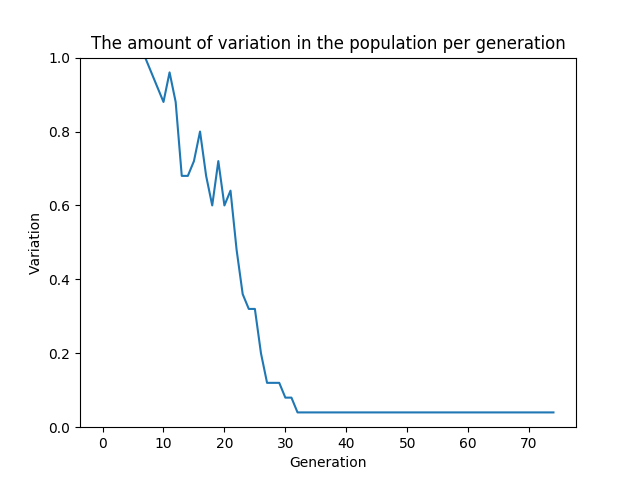 The amount of variation in the population per generation
1.0
0.8
0.6
0.4
0.2
0.0
Variation
0 10 20 30 40 50 60 70
Generation